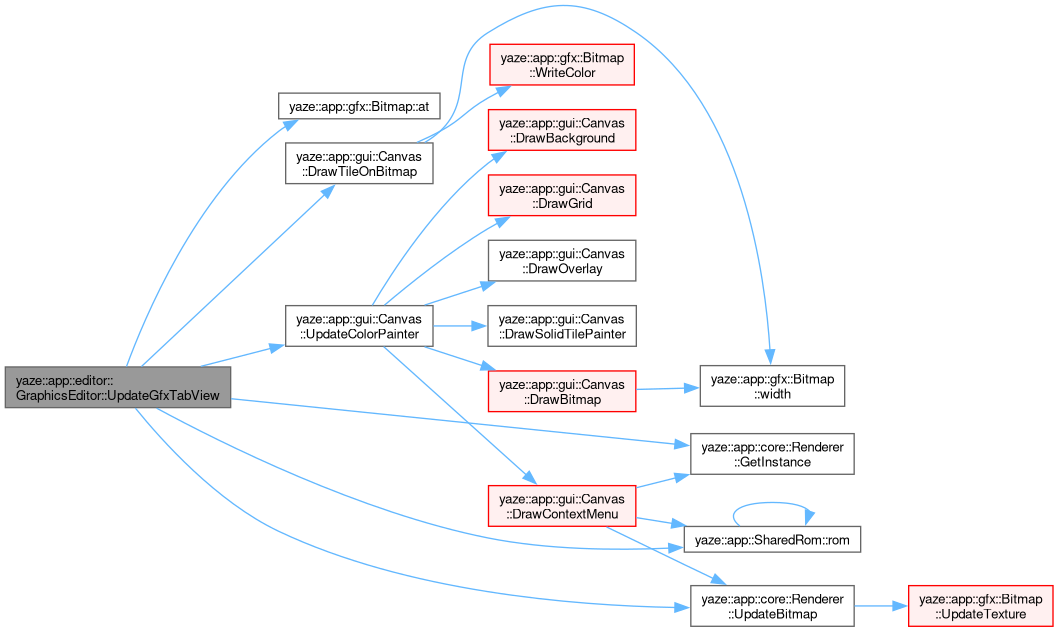 yaze::app::editor::
GraphicsEditor::UpdateGfxTabView
yaze::app::gfx::Bitmap::at
yaze::app::gui::Canvas
::DrawTileOnBitmap
yaze::app::gui::Canvas
::UpdateColorPainter
yaze::app::gfx::Bitmap
::WriteColor
yaze::app::gui::Canvas
::DrawBackground
yaze::app::gui::Canvas
::DrawGrid
yaze::app::gui::Canvas
::DrawOverlay
yaze::app::gui::Canvas
::DrawSolidTilePainter
yaze::app::gui::Canvas
::DrawBitmap
yaze::app::gui::Canvas
::DrawContextMenu
yaze::app::gfx::Bitmap
::width
yaze::app::core::Renderer
::GetInstance
yaze::app::SharedRom::rom
yaze::app::core::Renderer
::UpdateBitmap
yaze::app::gfx::Bitmap
::UpdateTexture